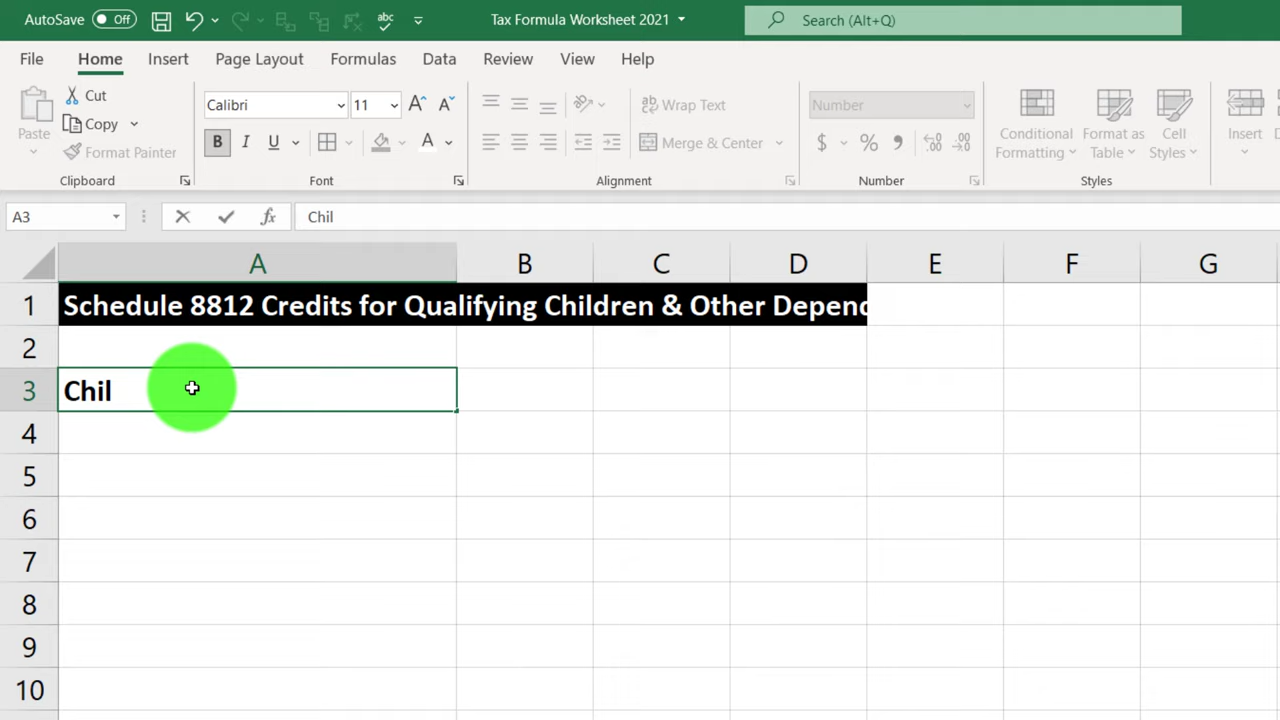 AutoSave Off Tax Formula Worksheet 2021 Search (Alt+Q)
File Home Insert Page Layout Formulas Data Review View Help
Paste
Cut
Copy
Format Painter
Clipboard
Calibri 11
B I U A
Font
Wrap Text
Merge & Center
Alignment
Number
$ %
Number
Conditional Formatting
Format as Table
Cell Styles
Styles
Insert
A3 fx Chil
A B C D E F G
1 Schedule 8812 Credits for Qualifying Children & Other Depend
2
3 Chil
4
5
6
7
8
9
10